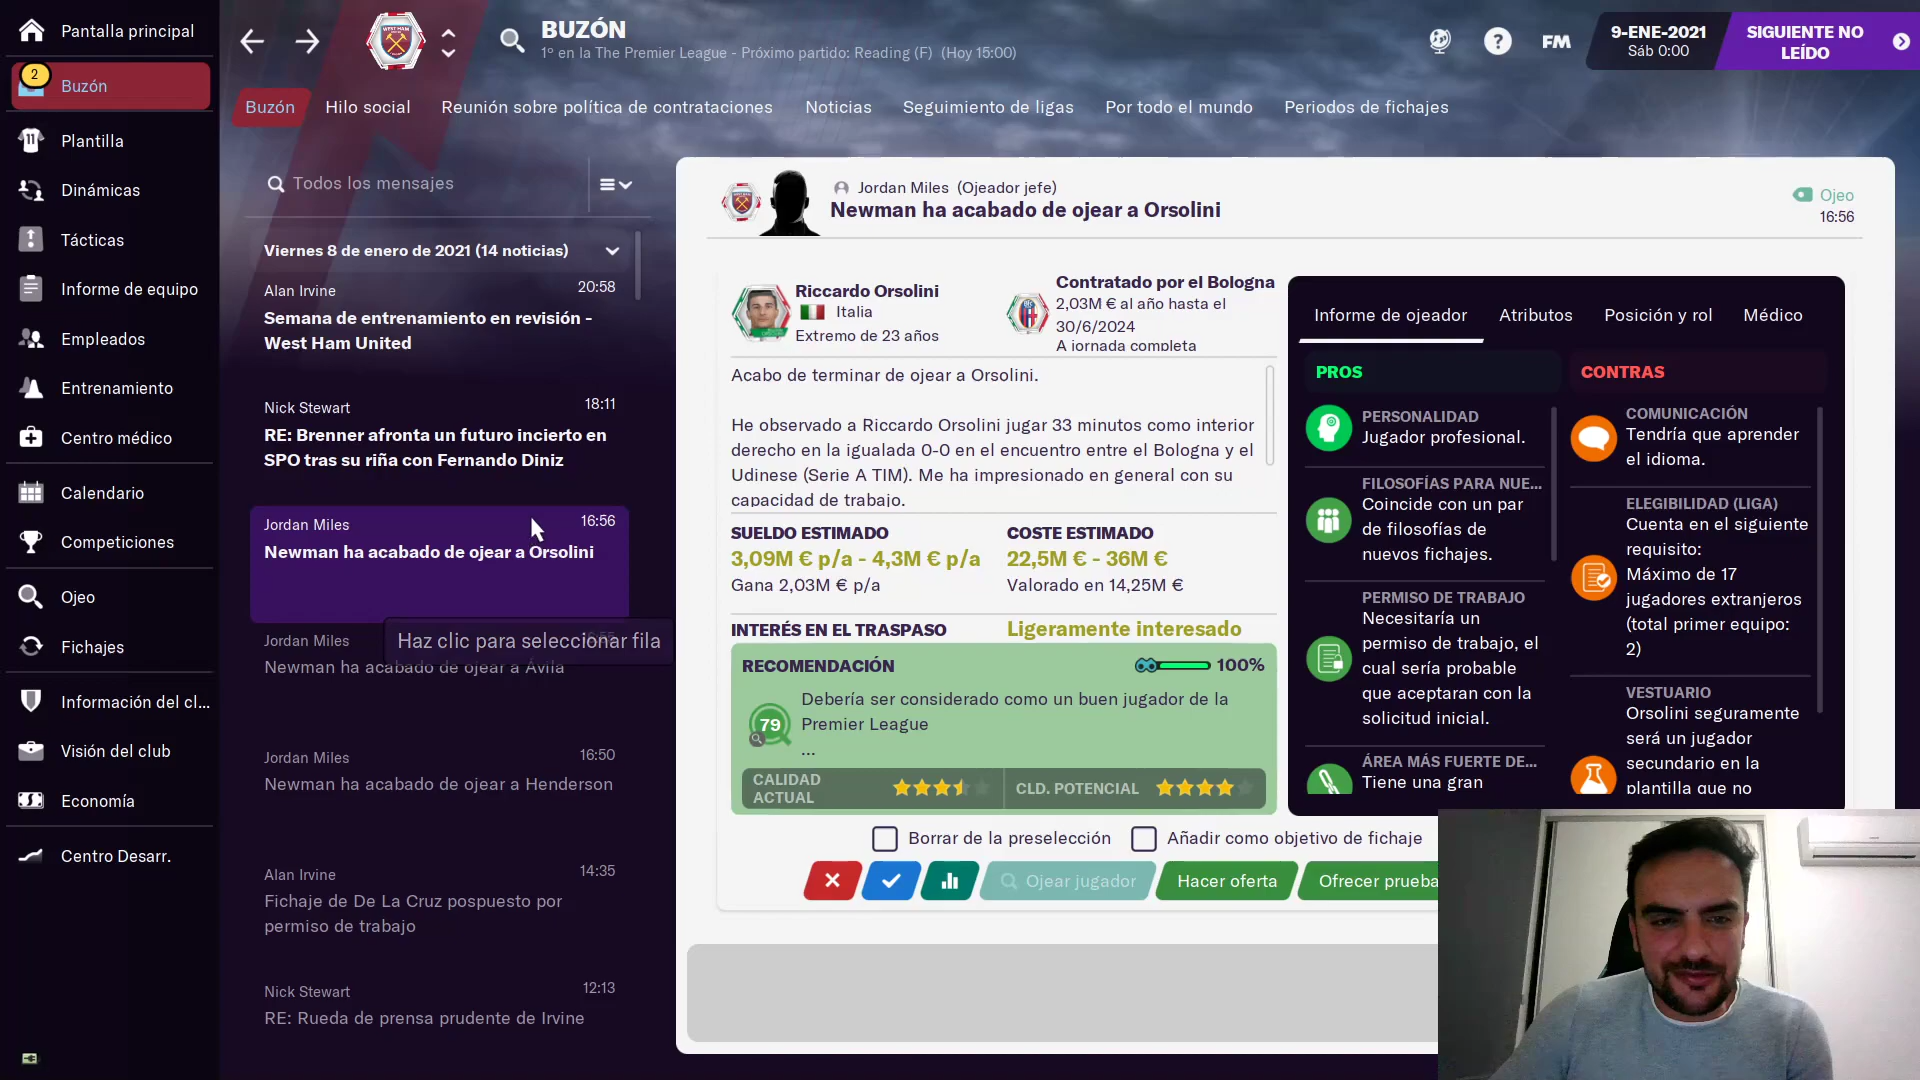 Pantalla principal
2
Buzón
Plantilla
Dinámicas
Tácticas
Informe de equipo
Empleados
Entrenamiento
Centro médico
Calendario
Competiciones
Ojeo
Fichajes
Información del cl...
Visión del club
Economía
Centro Desarr.
BUZÓN
1º en la The Premier League - Próximo partido: Reading (F) (Hoy 15:00)
FM
9-ENE-2021
Sáb 0:00
SIGUIENTE NO
LEÍDO
Buzón
Hilo social
Reunión sobre política de contrataciones
Noticias
Seguimiento de ligas
Por todo el mundo
Periodos de fichajes
Todos los mensajes
Viernes 8 de enero de 2021 (14 noticias)
Alan Irvine
20:58
Semana de entrenamiento en revisión -
West Ham United
Nick Stewart
18:11
RE: Brenner afronta un futuro incierto en
SPO tras su riña con Fernando Diniz
Jordan Miles
16:56
Newman ha acabado de ojear a Orsolini
Haz clic para seleccionar fila
Jordan Miles
Newman ha acabado de ojear a Ávila
Jordan Miles
16:50
Newman ha acabado de ojear a Henderson
Alan Irvine
14:35
Fichaje de De La Cruz pospuesto por
permiso de trabajo
Nick Stewart
12:13
RE: Rueda de prensa prudente de Irvine
Jordan Miles (Ojeador jefe)
Newman ha acabado de ojear a Orsolini
Ojeo
16:56
Riccardo Orsolini
Italia
Extremo de 23 años
Contratado por el Bologna
2,03M € al año hasta el
30/6/2024
A jornada completa
Acabo de terminar de ojear a Orsolini.
He observado a Riccardo Orsolini jugar 33 minutos como interior
derecho en la igualada 0-0 en el encuentro entre el Bologna y el
Udinese (Serie A TIM). Me ha impresionado en general con su
capacidad de trabajo.
SUELDO ESTIMADO
3,09M € p/a - 4,3M € p/a
Gana 2,03M € p/a
COSTE ESTIMADO
22,5M € - 36M €
Valorado en 14,25M €
INTERÉS EN EL TRASPASO
Ligeramente interesado
RECOMENDACIÓN
100%
79
Debería ser considerado como un buen jugador de la
Premier League
...
CALIDAD
ACTUAL
CLD. POTENCIAL
Borrar de la preselección
Añadir como objetivo de fichaje
Ojear jugador
Hacer oferta
Ofrecer prueba
Informe de ojeador
Atributos
Posición y rol
Médico
PROS
PERSONALIDAD
Jugador profesional.
FILOSOFÍAS PARA NUE...
Coincide con un par
de filosofías de
nuevos fichajes.
PERMISO DE TRABAJO
Necesitaría un
permiso de trabajo, el
cual sería probable
que aceptaran con la
solicitud inicial.
ÁREA MÁS FUERTE DE...
Tiene una gran
CONTRAS
COMUNICACIÓN
Tendría que aprender
el idioma.
ELEGIBILIDAD (LIGA)
Cuenta en el siguiente
requisito:
Máximo de 17
jugadores extranjeros
(total primer equipo:
2)
VESTUARIO
Orsolini seguramente
será un jugador
secundario en la
plantilla que no